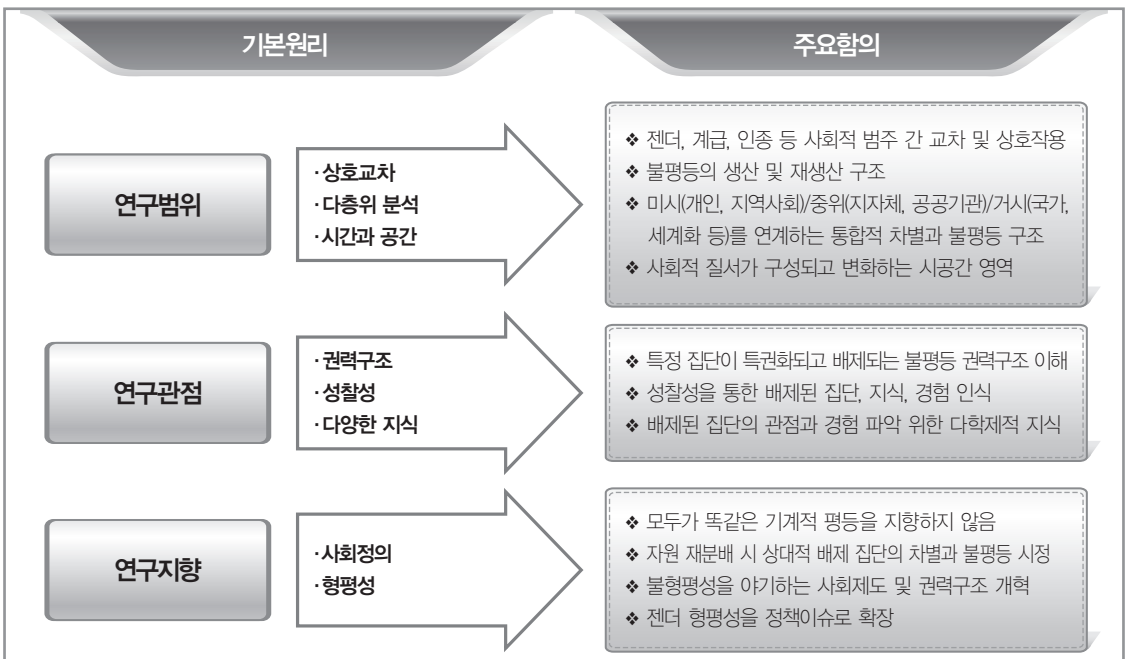 기본원리
주요함의
연구범위
·상호교차
·다층위 분석
·시간과 공간
❖ 젠더, 계급, 인종 등 사회적 범주 간 교차 및 상호작용
❖ 불평등의 생산 및 재생산 구조
❖ 미시(개인, 지역사회)/중위(지자체, 공공기관)/거시(국가,
세계화 등)를 연계하는 통합적 차별과 불평등 구조
❖ 사회적 질서가 구성되고 변화하는 시공간 영역
연구관점
·권력구조
·성찰성
·다양한 지식
❖ 특정 집단이 특권화되고 배제되는 불평등 권력구조 이해
❖ 성찰성을 통한 배제된 집단, 지식, 경험 인식
❖ 배제된 집단의 관점과 경험 파악 위한 다학제적 지식
연구지향
·사회정의
·형평성
❖ 모두가 똑같은 기계적 평등을 지향하지 않음
❖ 자원 재분배 시 상대적 배제 집단의 차별과 불평등 시정
❖ 불형평성을 야기하는 사회제도 및 권력구조 개혁
❖ 젠더 형평성을 정책이슈로 확장